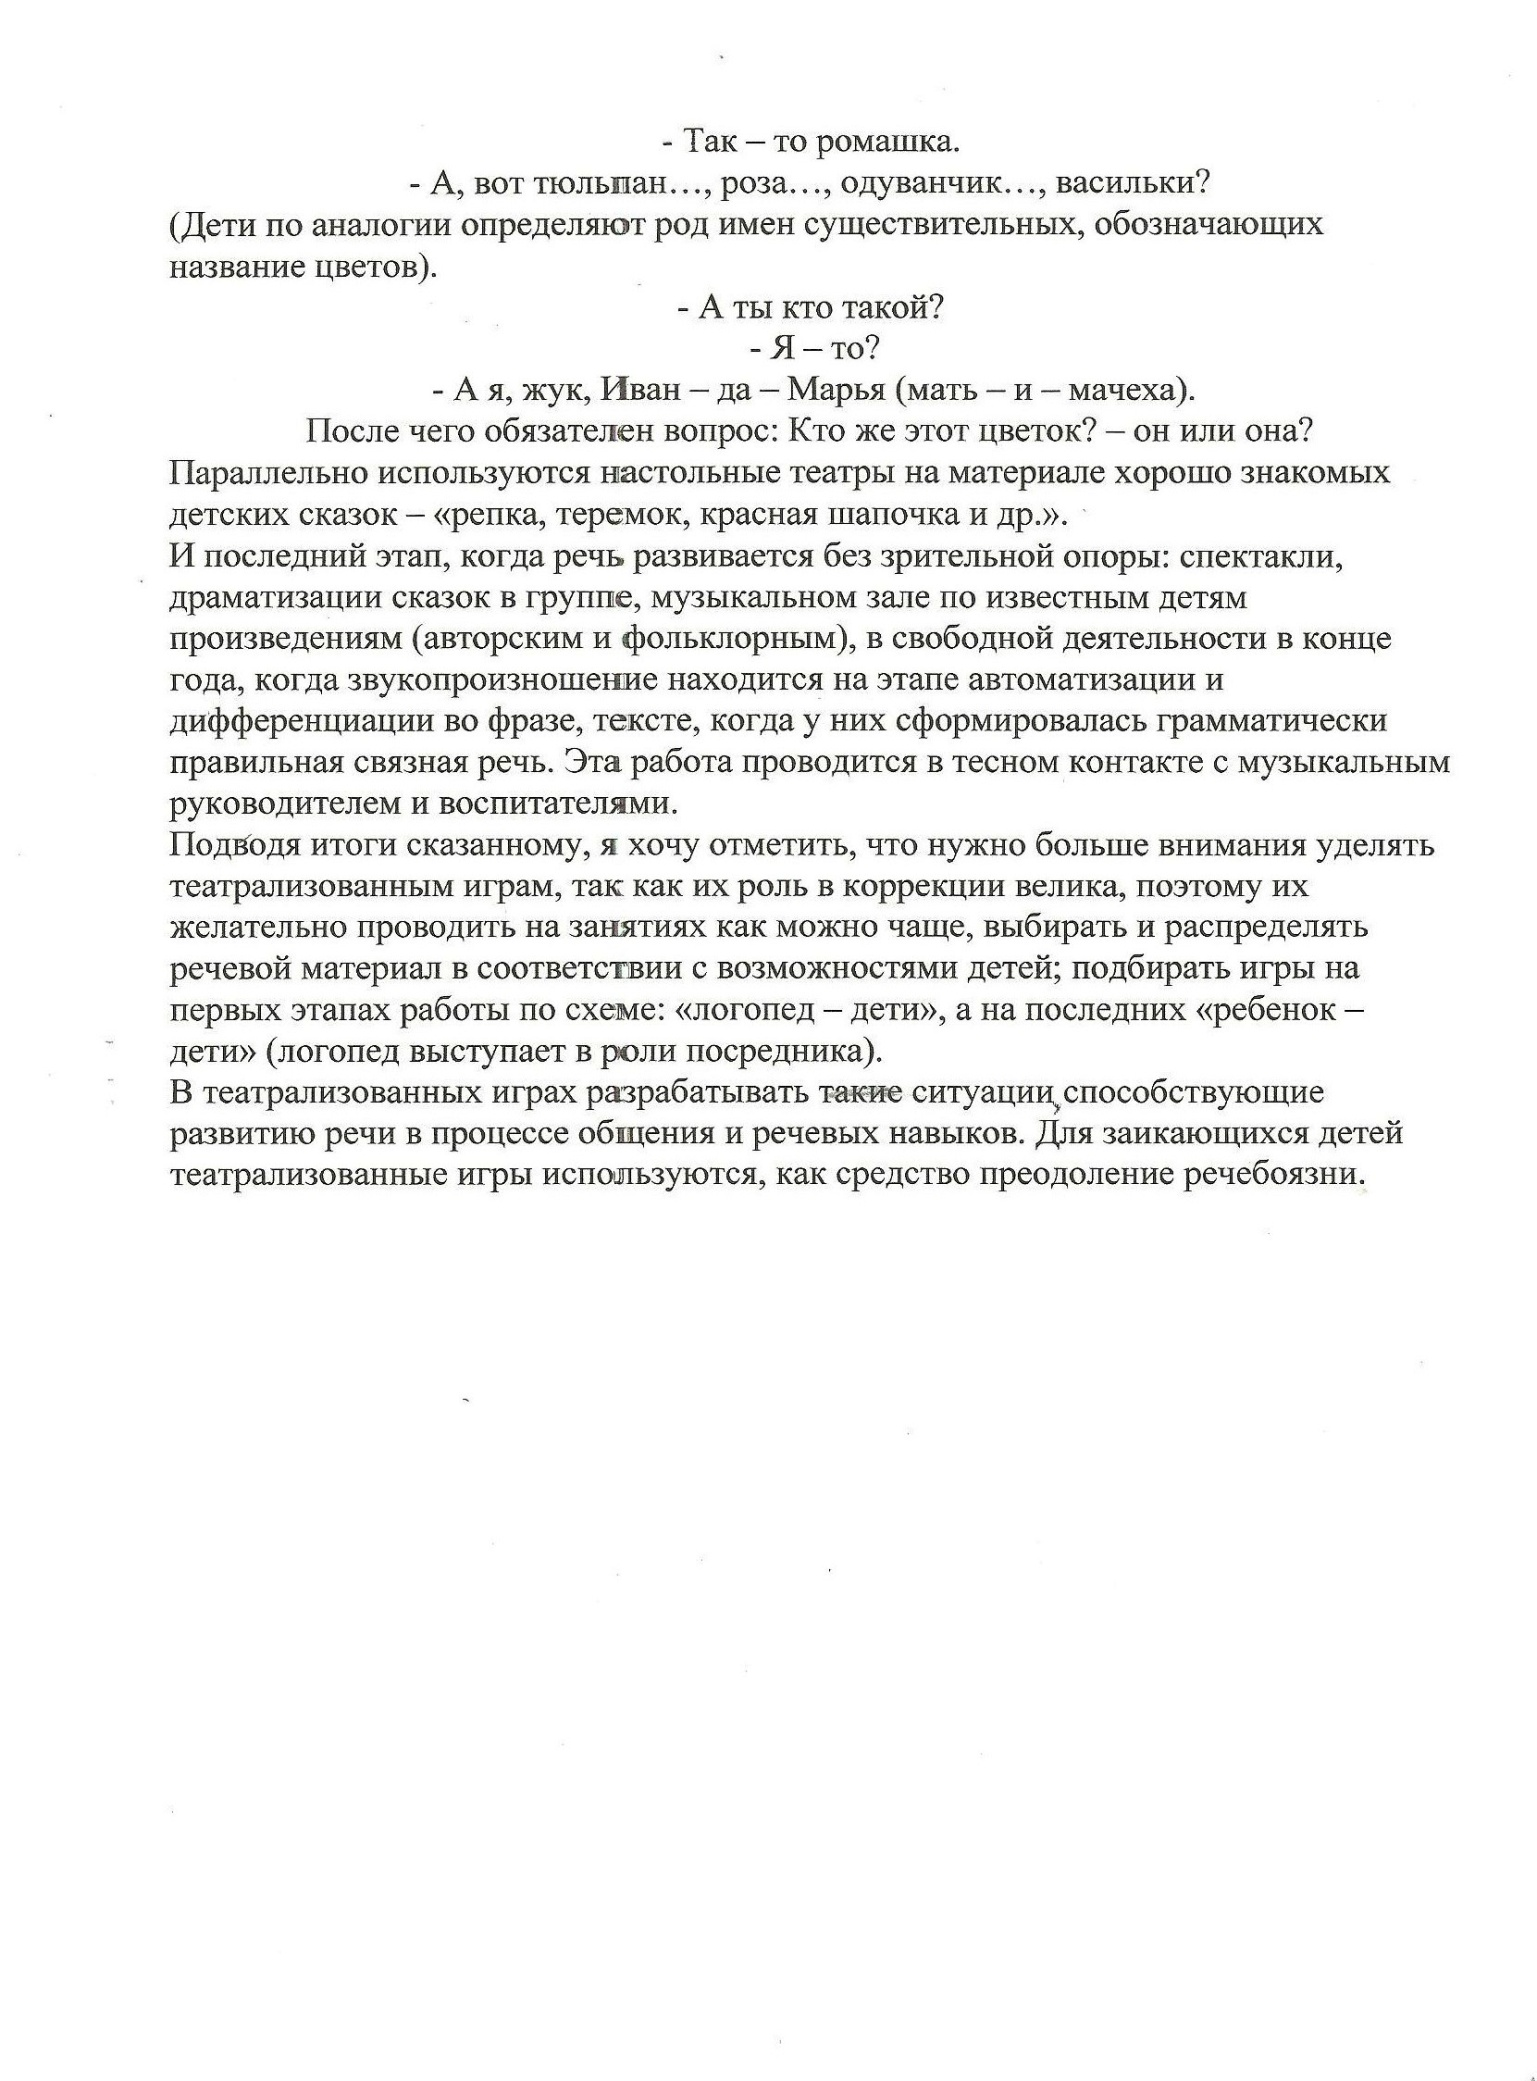 - Так – то ромашка.
- А, вот тюльпан…, роза…, одуванчик…, васильки?
(Дети по аналогии определяют род имен существительных, обозначающих
название цветов).
- А ты кто такой?
- Я – то?
- А я, жук, Иван – да – Марья (мать – и – мачеха).
После чего обязателен вопрос: Кто же этот цветок? – он или она?
Параллельно используются настольные театры на материале хорошо знакомых
детских сказок – «репка, теремок, красная шапочка и др.».
И последний этап, когда речь развивается без зрительной опоры: спектакли,
драматизации сказок в группе, музыкальном зале по известным детям
произведениям (авторским и фольклорным), в свободной деятельности в конце
года, когда звукопроизношение находится на этапе автоматизации и
дифференциации во фразе, тексте, когда у них сформировалась грамматически
правильная связная речь. Эта работа проводится в тесном контакте с музыкальным
руководителем и воспитателями.
Подводя итоги сказанному, я хочу отметить, что нужно больше внимания уделять
театрализованным играм, так как их роль в коррекции велика, поэтому их
желательно проводить на занятиях как можно чаще, выбирать и распределять
речевой материал в соответствии с возможностями детей; подбирать игры на
первых этапах работы по схеме: «логопед – дети», а на последних «ребенок –
дети» (логопед выступает в роли посредника).
В театрализованных играх разрабатывать такие ситуации, способствующие
развитию речи в процессе общения и речевых навыков. Для заикающихся детей
театрализованные игры используются, как средство преодоление речебоязни.